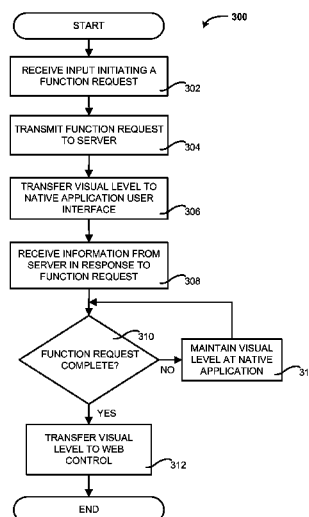 START
300
RECEIVE INPUT INITIATING A
FUNCTION REQUEST
302
TRANSMIT FUNCTION REQUEST
TO SERVER
304
TRANSFER VISUAL LEVEL TO
NATIVE APPLICATION USER
INTERFACE
306
RECEIVE INFORMATION FROM
SERVER IN RESPONSE TO
FUNCTION REQUEST
308
310
FUNCTION REQUEST
COMPLETE?
NO
MAINTAIN VISUAL
LEVEL AT NATIVE
APPLICATION
31
YES
TRANSFER VISUAL
LEVEL TO WEB
CONTROL
312
END